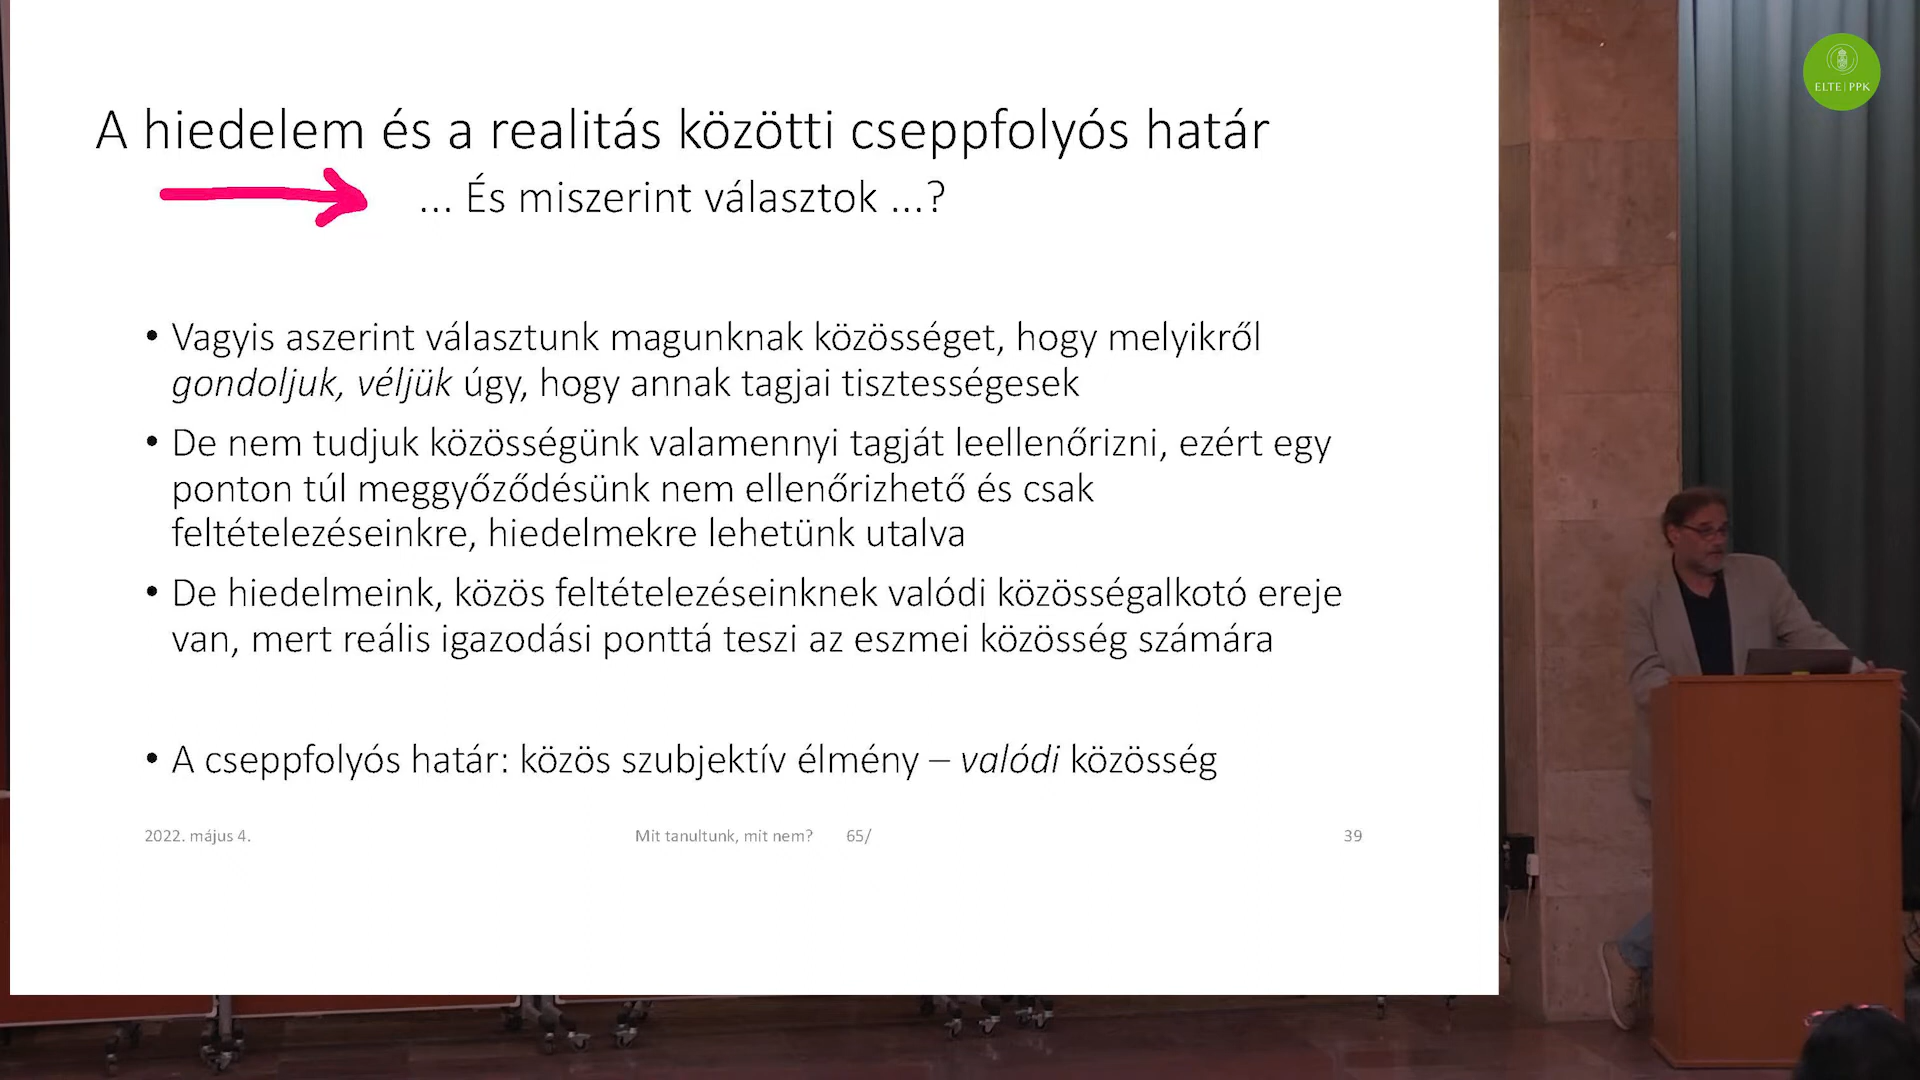 ELTE | PPK
A hiedelem és a realitás közötti cseppfolyós határ
... És miszerint választok ...?
• Vagyis aszerint választunk magunknak közösséget, hogy melyikről
gondoljuk, véljük úgy, hogy annak tagjai tisztességesek
• De nem tudjuk közösségünk valamennyi tagját leellenőrizni, ezért egy
ponton túl meggyőződésünk nem ellenőrizhető és csak
feltételezéseinkre, hiedelmekre lehetünk utalva
• De hiedelmeink, közös feltételezéseinknek valódi közösségalkotó ereje
van, mert reális igazodási ponttá teszi az eszmei közösség számára
• A cseppfolyós határ: közös szubjektív élmény – valódi közösség
2022. május 4. Mit tanultunk, mit nem? 65/ 39